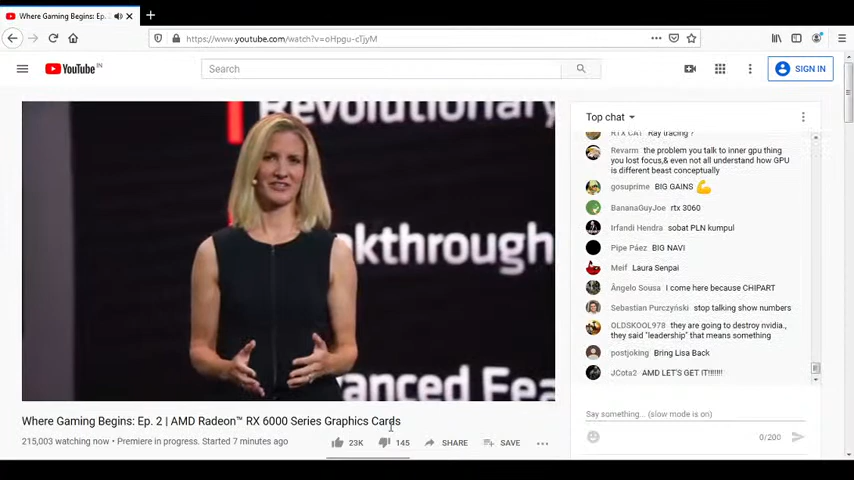 Where Gaming Begins: Ep.
https://www.youtube.com/watch?v=oHpgu-cTjyM
YouTube IN
Search
SIGN IN
Revolutionary
akthrough
anced Fea
Top chat
RTX CAT Ray tracing ?
Revarm the problem you talk to inner gpu thing
you lost focus,& even not all understand how GPU
is different beast conceptually
gosuprime BIG GAINS 💪
BananaGuyJoe rtx 3060
Irfandi Hendra sobat PLN kumpul
Pipe Páez BIG NAVI
Meif Laura Senpai
Ângelo Sousa I come here because CHIPART
Sebastian Purczyński stop talking show numbers
OLDSKOOL978 they are going to destroy nvidia.,
they said "leadership" that means something
postjoking Bring Lisa Back
JCota2 AMD LET'S GET IT!!!!!!!
Say something... (slow mode is on)
0/200
Where Gaming Begins: Ep. 2 | AMD Radeon™ RX 6000 Series Graphics Cards
215,003 watching now • Premiere in progress. Started 7 minutes ago
23K
145
SHARE
SAVE